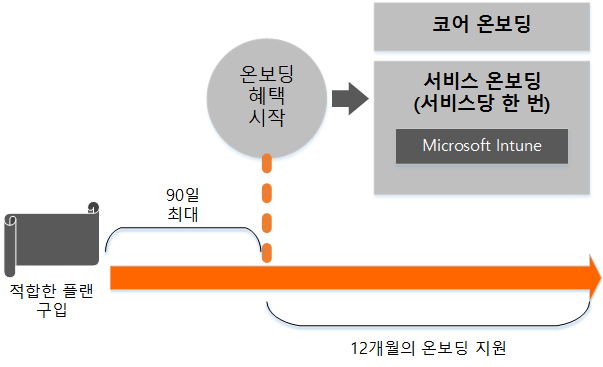 코어 온보딩
온보딩
혜택
시작
서비스 온보딩
(서비스당 한 번)
Microsoft Intune
90일
최대
적합한 플랜
구입
12개월의 온보딩 지원